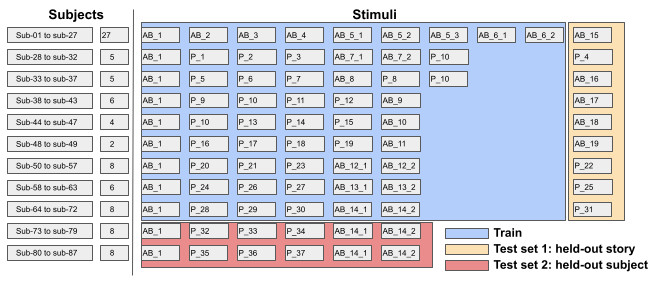 Subjects Stimuli
Sub-01 to sub-27 27 AB_1 AB_2 AB_3 AB_4 AB_5_1 AB_5_2 AB_5_3 AB_6_1 AB_6_2 AB_15
Sub-28 to sub-32 5 AB_1 P_1 P_2 P_3 AB_7_1 AB_7_2 P_10 P_4
Sub-33 to sub-37 5 AB_1 P_5 P_6 P_7 AB_8 P_8 P_10 AB_16
Sub-38 to sub-43 6 AB_1 P_9 P_10 P_11 P_12 AB_9 AB_17
Sub-44 to sub-47 4 AB_1 P_10 P_13 P_14 P_15 AB_10 AB_18
Sub-48 to sub-49 2 AB_1 P_16 P_17 P_18 P_19 AB_11 AB_19
Sub-50 to sub-57 8 AB_1 P_20 P_21 P_23 AB_12_1 AB_12_2 P_22
Sub-58 to sub-63 6 AB_1 P_24 P_26 P_27 AB_13_1 AB_13_2 P_25
Sub-64 to sub-72 8 AB_1 P_28 P_29 P_30 AB_14_1 AB_14_2 P_31
Sub-73 to sub-79 8 AB_1 P_32 P_33 P_34 AB_14_1 AB_14_2
Sub-80 to sub-87 8 AB_1 P_35 P_36 P_37 AB_14_1 AB_14_2
Train
Test set 1: held-out story
Test set 2: held-out subject